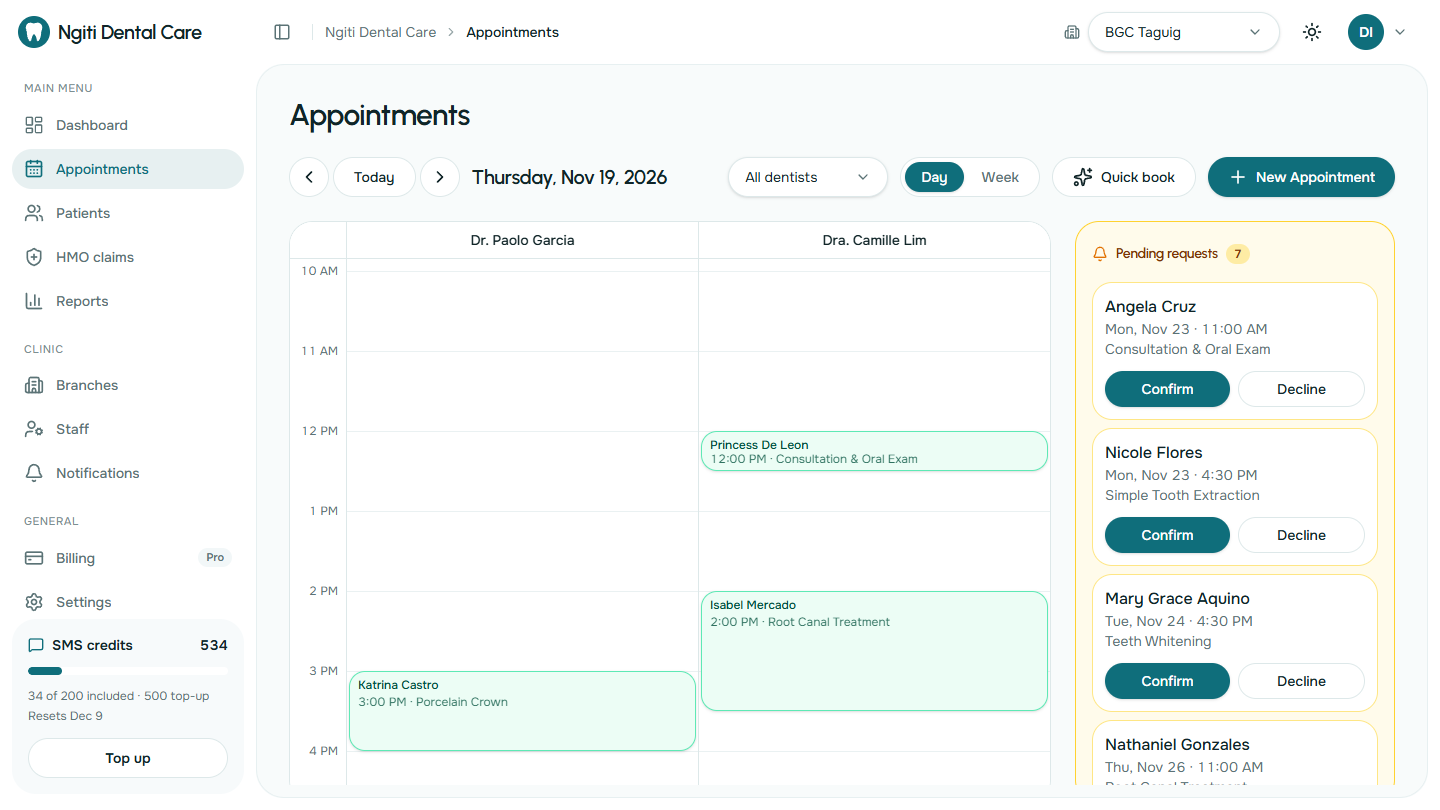 Ngiti Dental Care
MAIN MENU
Dashboard
Appointments
Patients
HMO claims
Reports
CLINIC
Branches
Staff
Notifications
GENERAL
Billing Pro
Settings
SMS credits 534
34 of 200 included · 500 top-up
Resets Dec 9
Top up
Ngiti Dental Care > Appointments
BGC Taguig
DI
Appointments
Today
Thursday, Nov 19, 2026
All dentists
Day Week
Quick book
New Appointment
Dr. Paolo Garcia Dra. Camille Lim
10 AM
11 AM
12 PM
Princess De Leon
12:00 PM · Consultation & Oral Exam
1 PM
2 PM
Isabel Mercado
2:00 PM · Root Canal Treatment
3 PM
Katrina Castro
3:00 PM · Porcelain Crown
4 PM
Pending requests 7
Angela Cruz
Mon, Nov 23 · 11:00 AM
Consultation & Oral Exam
Confirm Decline
Nicole Flores
Mon, Nov 23 · 4:30 PM
Simple Tooth Extraction
Confirm Decline
Mary Grace Aquino
Tue, Nov 24 · 4:30 PM
Teeth Whitening
Confirm Decline
Nathaniel Gonzales
Thu, Nov 26 · 11:00 AM